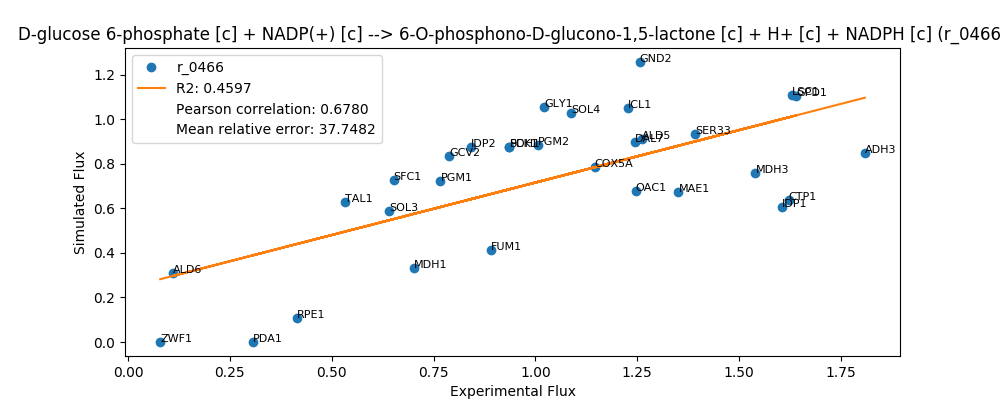 D-glucose 6-phosphate [c] + NADP(+) [c] --> 6-O-phosphono-D-glucono-1,5-lactone [c] + H+ [c] + NADPH [c] (r_0466
r_0466
R2: 0.4597
Pearson correlation: 0.6780
Mean relative error: 37.7482
Simulated Flux
1.2
1.0
0.8
0.6
0.4
0.2
0.0
GND2
GPD1
GLY1
SOL4
ICL1
SER33
ALD5
PGM2
IDP2
GCV2
ADH3
COX5A
MDH3
SFC1
PGM1
OAC1
MAE1
CTP1
IDP1
TAL1
SOL3
FUM1
MDH1
ALD6
RPE1
ZWF1
PDA1
0.00 0.25 0.50 0.75 1.00 1.25 1.50 1.75
Experimental Flux